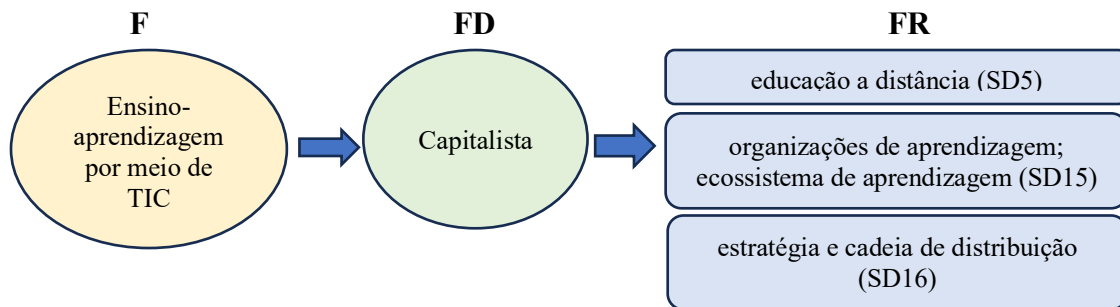 F
FD
FR
Ensino-
aprendizagem
por meio de
TIC
Capitalista
educação a distância (SD5)
organizações de aprendizagem;
ecossistema de aprendizagem (SD15)
estratégia e cadeia de distribuição
(SD16)